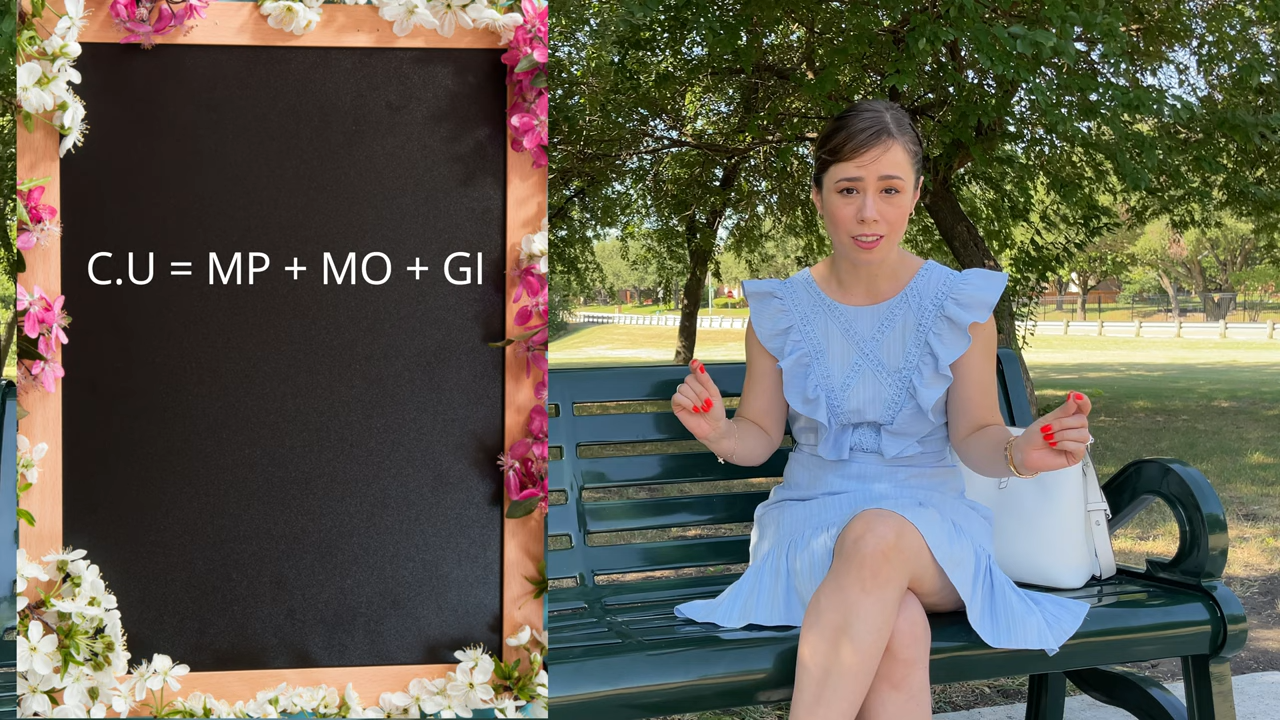 C.U = MP + MO + GI